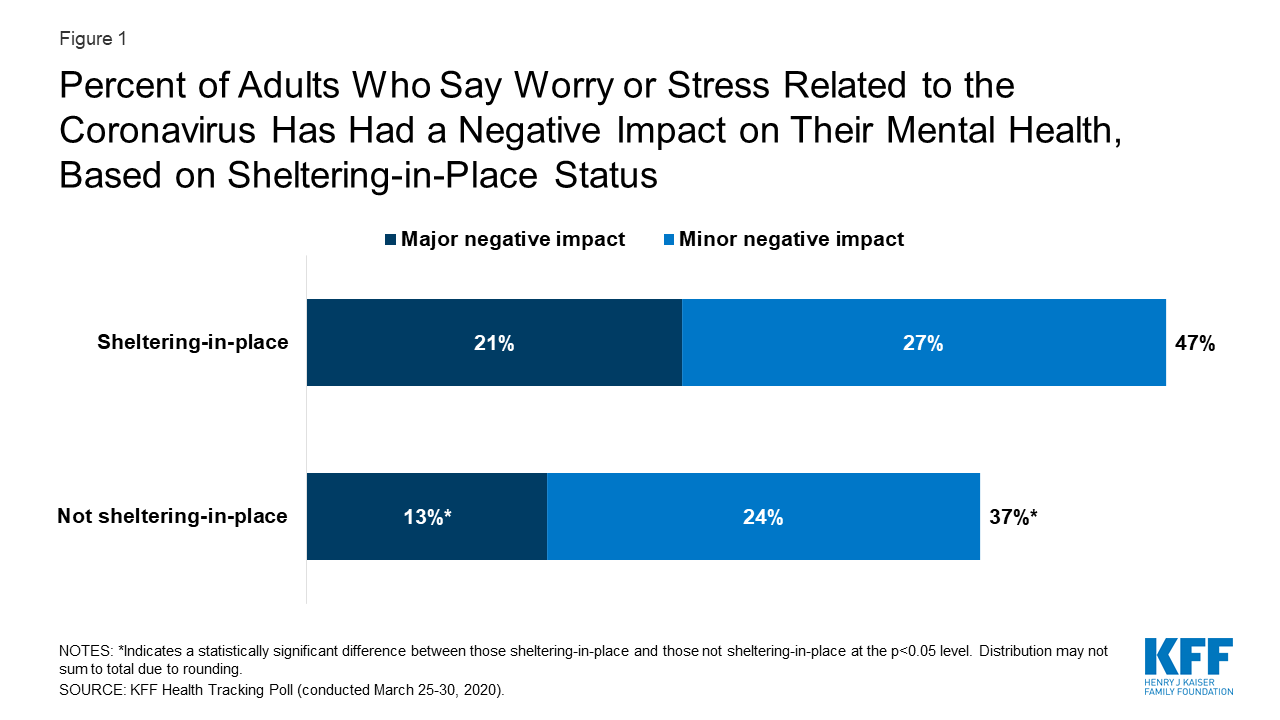 Figure 1
Percent of Adults Who Say Worry or Stress Related to the
Coronavirus Has Had a Negative Impact on Their Mental Health,
Based on Sheltering-in-Place Status
Major negative impact Minor negative impact
Sheltering-in-place 21% 27% 47%
Not sheltering-in-place 13%* 24% 37%*
NOTES: *Indicates a statistically significant difference between those sheltering-in-place and those not sheltering-in-place at the p<0.05 level. Distribution may not
sum to total due to rounding.
SOURCE: KFF Health Tracking Poll (conducted March 25-30, 2020).
KFF
HENRY J KAISER
FAMILY FOUNDATION